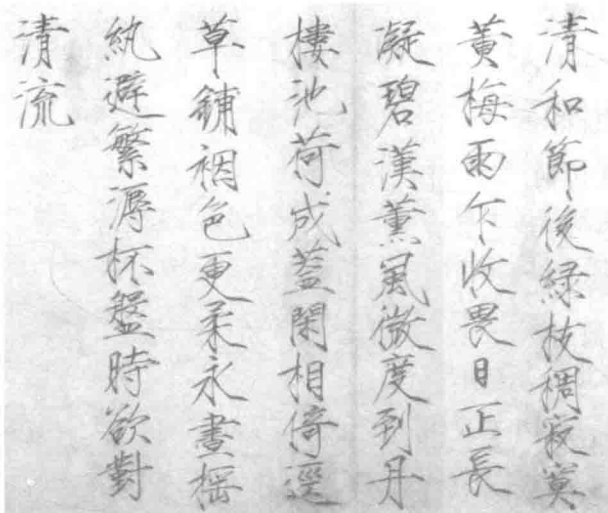 清和節後緑枝稠寂寞
黃梅雨乍收畏日正長
凝碧漢薰風微度到丹
樓池荷成蓋閑相倚逕
草鋪裀色更柔永晝搖
紈避繁溽杯盤時欲對
清流